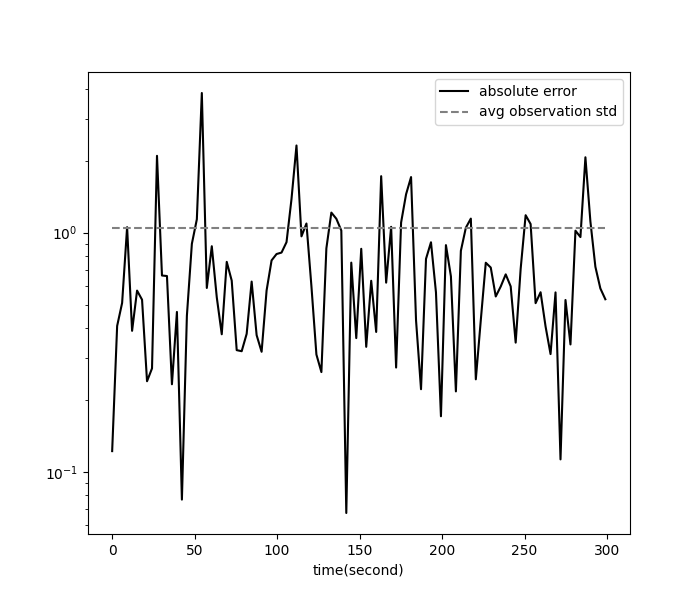 absolute error
avg observation std
10⁰
10⁻¹
0 50 100 150 200 250 300
time(second)